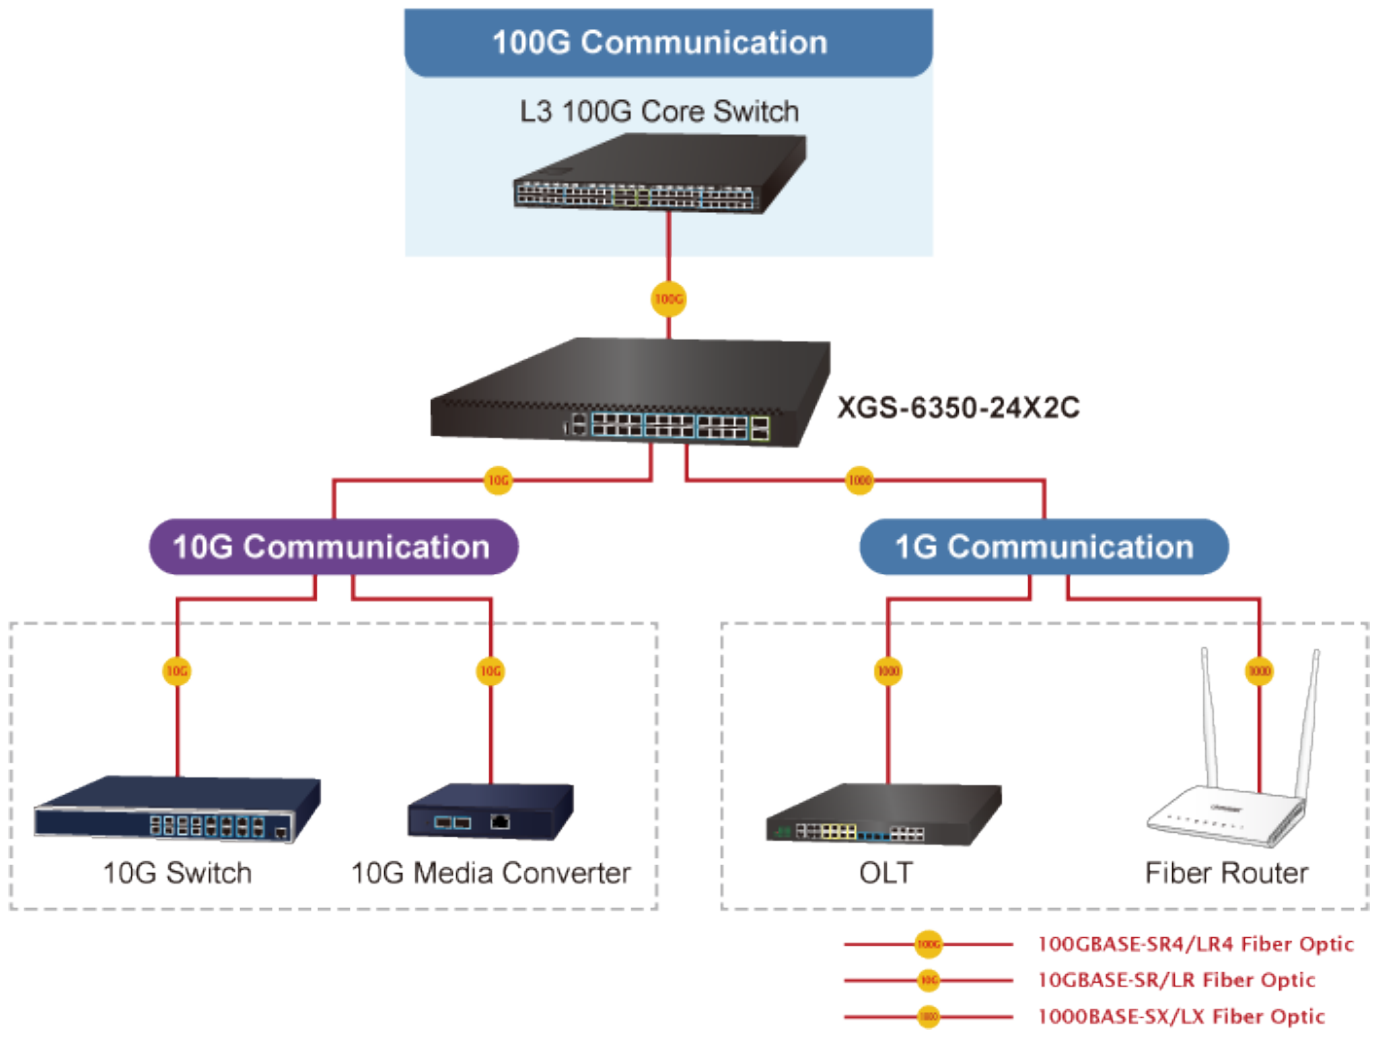 100G Communication
L3 100G Core Switch
100G
XGS-6350-24X2C
10G
1000
10G Communication
1G Communication
10G
10G
1000
1000
10G Switch
10G Media Converter
OLT
Fiber Router
100G
100GBASE-SR4/LR4 Fiber Optic
10G
10GBASE-SR/LR Fiber Optic
1000
1000BASE-SX/LX Fiber Optic